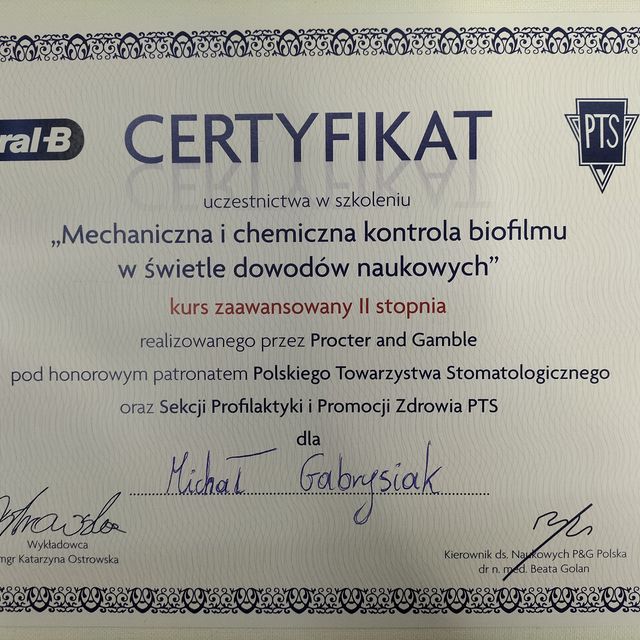 ral-B
CERTYFIKAT
PTS
uczestnictwa w szkoleniu
„Mechaniczna i chemiczna kontrola biofilmu
w świetle dowodów naukowych”
kurs zaawansowany II stopnia
realizowanego przez Procter and Gamble
pod honorowym patronatem Polskiego Towarzystwa Stomatologicznego
oraz Sekcji Profilaktyki i Promocji Zdrowia PTS
dla
Michał Gabrysiak
Wykładowca
mgr Katarzyna Ostrowska
Kierownik ds. Naukowych P&G Polska
dr n. med. Beata Golan